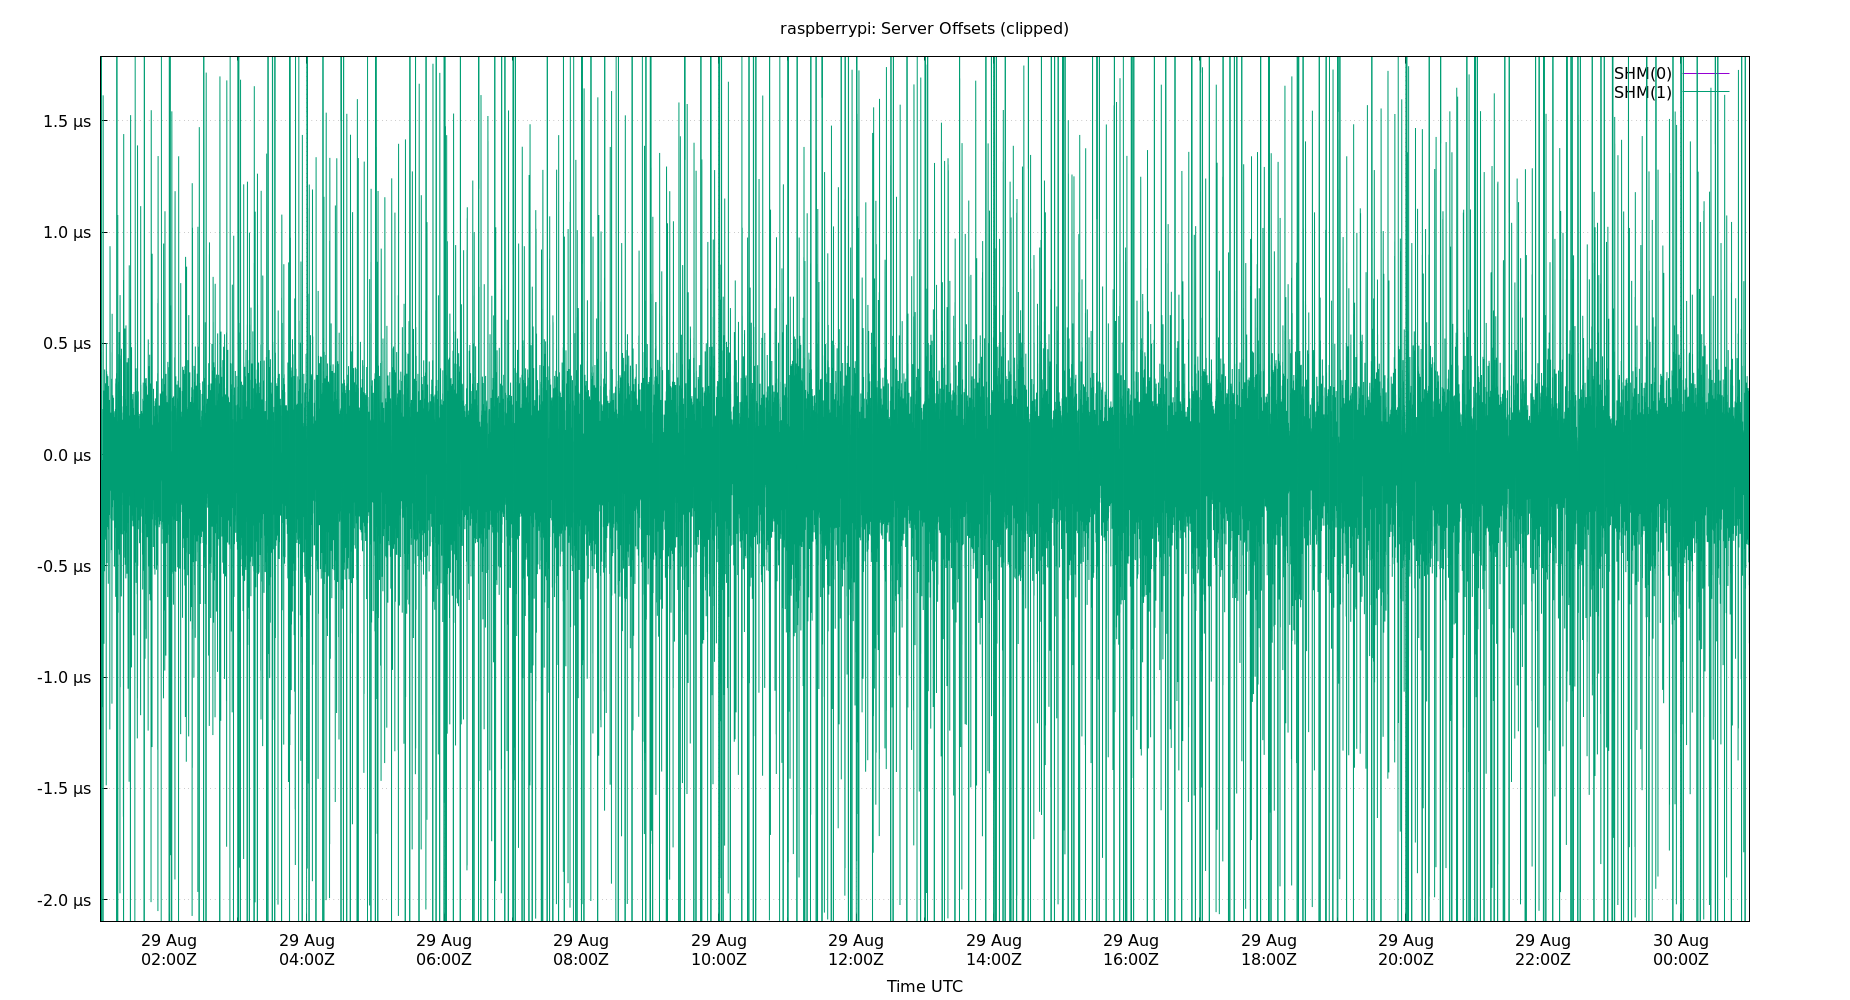 raspberrypi: Server Offsets (clipped)
SHM(0)
SHM(1)
1.5 µs
1.0 µs
0.5 µs
0.0 µs
-0.5 µs
-1.0 µs
-1.5 µs
-2.0 µs
29 Aug 29 Aug 29 Aug 29 Aug 29 Aug 29 Aug 29 Aug 29 Aug 29 Aug 29 Aug 29 Aug 30 Aug
02:00Z 04:00Z 06:00Z 08:00Z 10:00Z 12:00Z 14:00Z 16:00Z 18:00Z 20:00Z 22:00Z 00:00Z
Time UTC